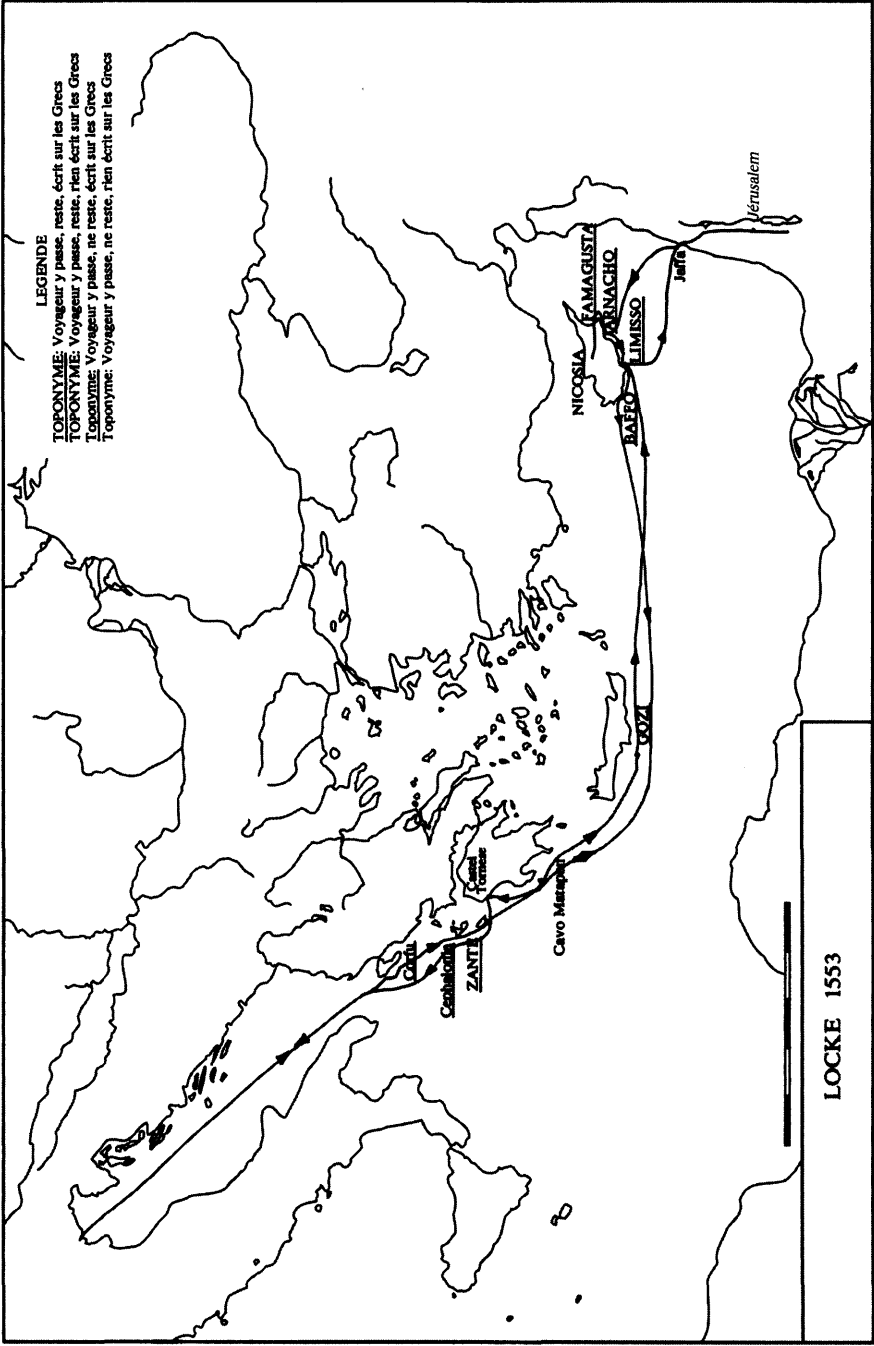 LEGENDE
TOPONYME: Voyageur y passe, reste, écrit sur les Grecs
TOPONYME: Voyageur y passe, reste, rien écrit sur les Grecs
Toponyme: Voyageur y passe, ne reste, écrit sur les Grecs
Toponyme: Voyageur y passe, ne reste, rien écrit sur les Grecs
Corfu
Cephalonia
ZANTE
Castel
Tornese
Cavo Matapan
GOZI
NICOSIA
BAFFO
FAMAGUSTA
ARNACHO
LIMISSO
Jaffa
Jérusalem
LOCKE 1553